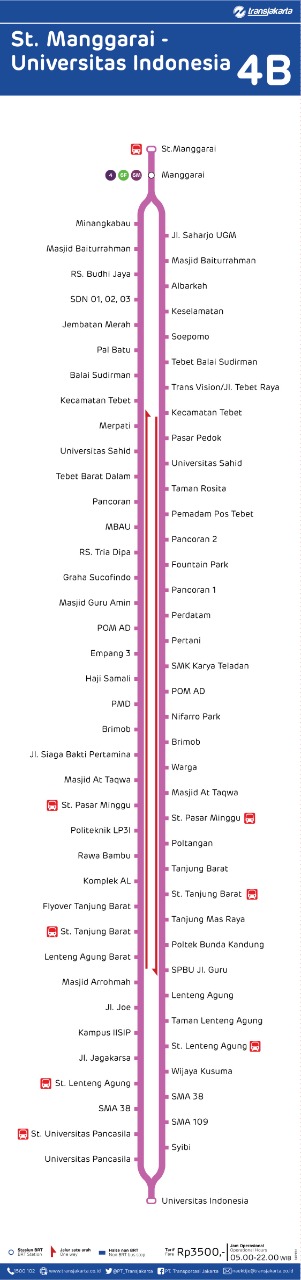 transjakarta
St. Manggarai -
Universitas Indonesia 4B
St.Manggarai
4 6F 6M Manggarai
Minangkabau
Masjid Baiturrahman
RS. Budhi Jaya
SDN 01, 02, 03
Jembatan Merah
Pal Batu
Balai Sudirman
Kecamatan Tebet
Merpati
Universitas Sahid
Tebet Barat Dalam
Pancoran
MBAU
RS. Tria Dipa
Graha Sucofindo
Masjid Guru Amin
POM AD
Empang 3
Haji Samali
PMD
Brimob
Jl. Siaga Bakti Pertamina
Masjid At Taqwa
St. Pasar Minggu
Politeknik LP3I
Rawa Bambu
Komplek AL
Flyover Tanjung Barat
St. Tanjung Barat
Lenteng Agung Barat
Masjid Arrohmah
Jl. Joe
Kampus IISIP
Jl. Jagakarsa
St. Lenteng Agung
SMA 38
St. Universitas Pancasila
Universitas Pancasila
Jl. Saharjo UGM
Masjid Baiturrahman
Albarkah
Keselamatan
Soepomo
Tebet Balai Sudirman
Trans Vision/Jl. Tebet Raya
Kecamatan Tebet
Pasar Pedok
Universitas Sahid
Taman Rosita
Pemadam Pos Tebet
Pancoran 2
Fountain Park
Pancoran 1
Perdatam
Pertani
SMK Karya Teladan
POM AD
Nifarro Park
Brimob
Warga
Masjid At Taqwa
St. Pasar Minggu
Poltangan
Tanjung Barat
St. Tanjung Barat
Tanjung Mas Raya
Poltek Bunda Kandung
SPBU Jl. Guru
Lenteng Agung
Taman Lenteng Agung
St. Lenteng Agung
Wijaya Kusuma
SMA 38
SMA 109
Syibi
Universitas Indonesia
Stasiun BRT
BRT Station
Jalur satu arah
One way
Halte non BRT
Non BRT bus stop
Tarif
Fare
Rp3500,-
Jam Operasional
Operational Hours
05.00-22.00 WIB
1500 102
www.transjakarta.co.id
@PT_Transjakarta
PT. Transportasi Jakarta